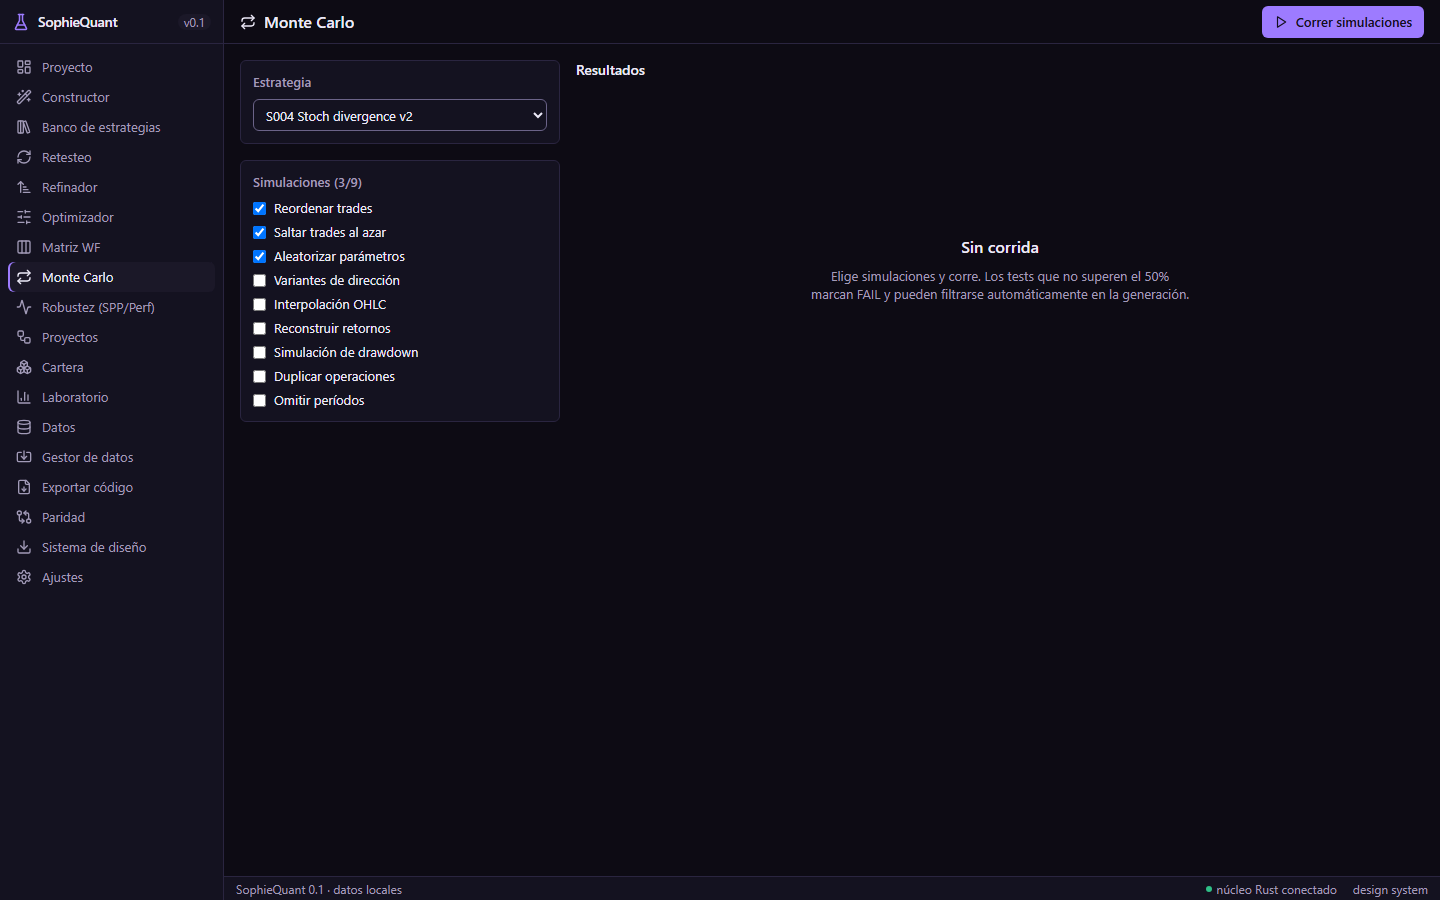 SophieQuant
v0.1
Proyecto
Constructor
Banco de estrategias
Retesteo
Refinador
Optimizador
Matriz WF
Monte Carlo
Robustez (SPP/Perf)
Proyectos
Cartera
Laboratorio
Datos
Gestor de datos
Exportar código
Paridad
Sistema de diseño
Ajustes
Monte Carlo
Correr simulaciones
Estrategia
S004 Stoch divergence v2
Simulaciones (3/9)
Reordenar trades
Saltar trades al azar
Aleatorizar parámetros
Variantes de dirección
Interpolación OHLC
Reconstruir retornos
Simulación de drawdown
Duplicar operaciones
Omitir períodos
Resultados
Sin corrida
Elige simulaciones y corre. Los tests que no superen el 50%
marcan FAIL y pueden filtrarse automáticamente en la generación.
SophieQuant 0.1 · datos locales
núcleo Rust conectado
design system